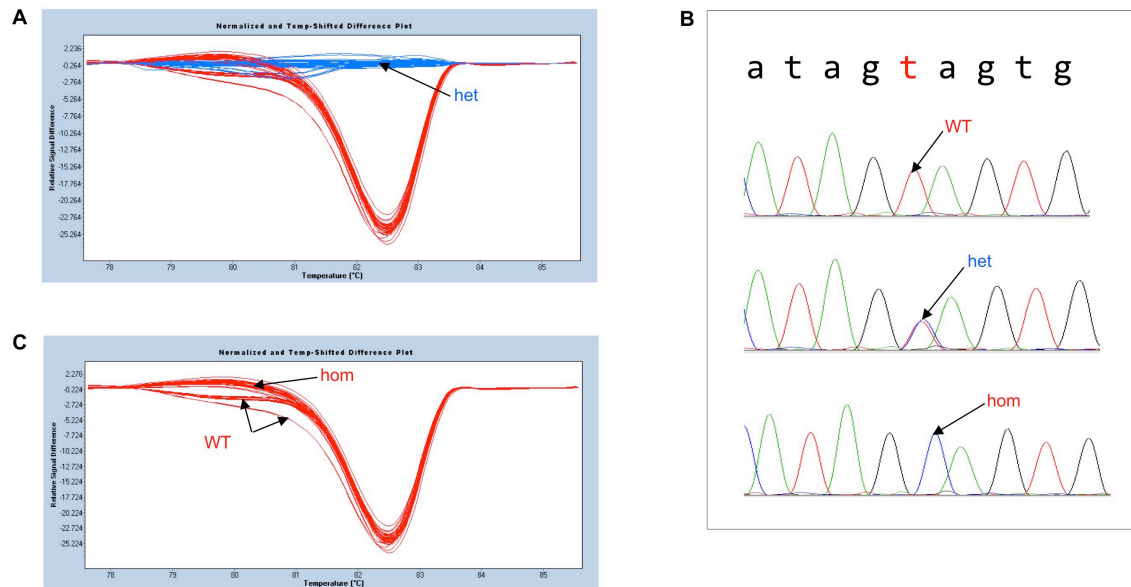 A
Normalized and Temp-Shifted Difference Plot
Relative Signal Difference
2.236
-0.264
-2.764
-5.264
-7.764
-10.264
-12.764
-15.264
-17.764
-20.264
-22.764
-25.264
het
78 79 80 81 82 83 84 85
Temperature (°C)
B
a t a g t a g t g
WT
het
hom
C
Normalized and Temp-Shifted Difference Plot
Relative Signal Difference
2.276
-0.224
-2.724
-5.224
-7.724
-10.224
-12.724
-15.224
-17.724
-20.224
-22.724
-25.224
hom
WT
78 79 80 81 82 83 84 85
Temperature (°C)